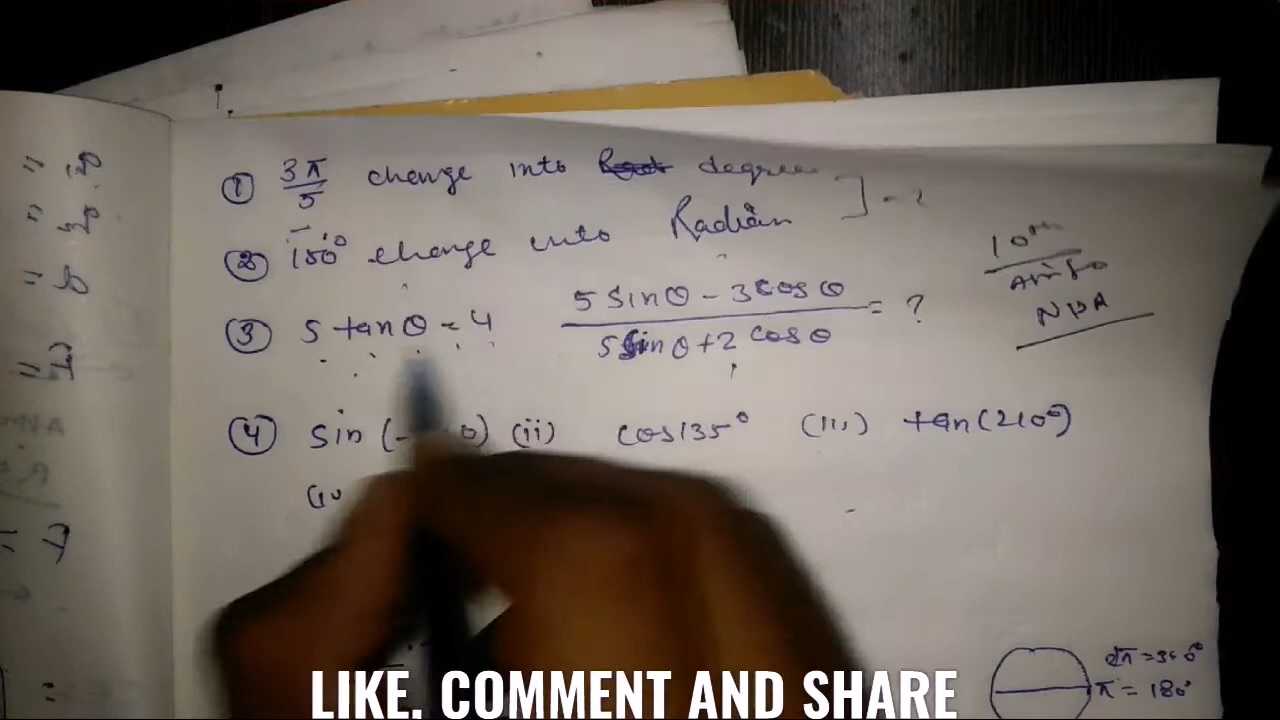 ① 3π/5 change into degree
② 150° change into Radian
③ 5 tanθ = 4 (5 sinθ - 3 cosθ)/(5 sinθ + 2 cosθ) = ?
10th
④ sin (- (ii) cos135° (iii) tan(210°)
2π = 360°
π = 180°
LIKE. COMMENT AND SHARE